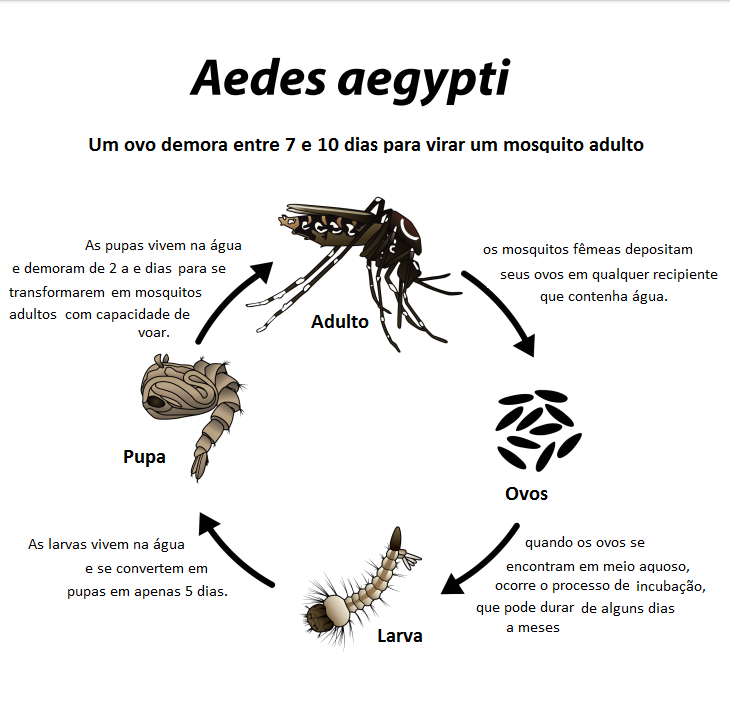 Aedes aegypti
Um ovo demora entre 7 e 10 dias para virar um mosquito adulto
As pupas vivem na água
e demoram de 2 a e dias para se
transformarem em mosquitos
adultos com capacidade de
voar.
os mosquitos fêmeas depositam
seus ovos em qualquer recipiente
que contenha água.
Adulto
Pupa
Ovos
As larvas vivem na água
e se convertem em
pupas em apenas 5 dias.
quando os ovos se
encontram em meio aquoso,
ocorre o processo de incubação,
que pode durar de alguns dias
a meses
Larva